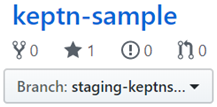 keptn-sample
0 1 0 0
Branch: staging-keptns...